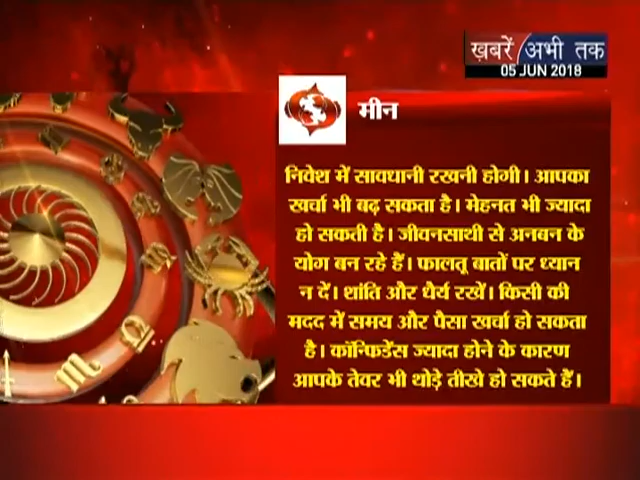 ख़बरें अभी तक
05 JUN 2018
मीन
निवेश में सावधानी रखनी होगी। आपका
खर्चा भी बढ़ सकता है। मेहनत भी ज्यादा
हो सकती है। जीवनसाथी से अनबन के
योग बन रहे हैं। फालतू बातों पर ध्यान
न दें। शांति और धैर्य रखें। किसी की
मदद में समय और पैसा खर्चा हो सकता
है। कॉन्फिडेंस ज्यादा होने के कारण
आपके तेवर भी थोड़े तीखे हो सकते हैं।